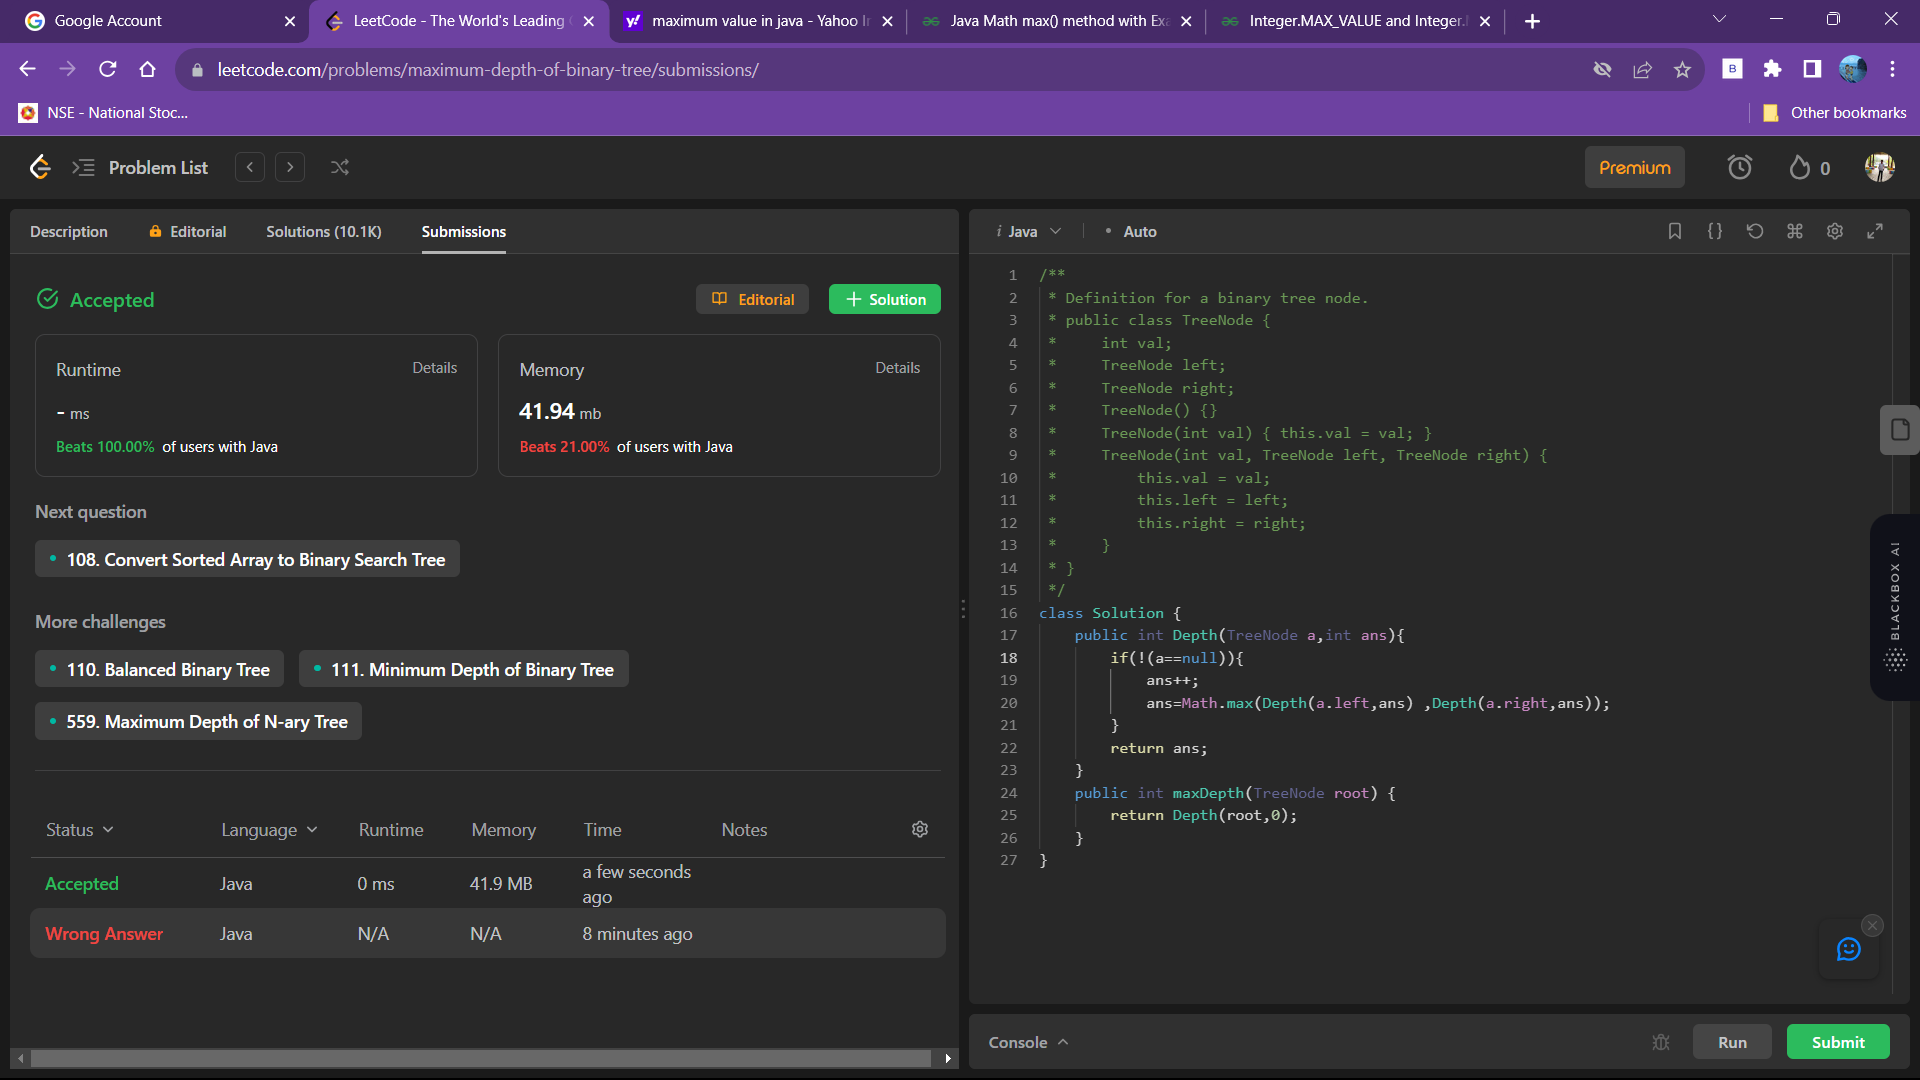 Google Account
LeetCode - The World's Leading
maximum value in java - Yahoo
Java Math max() method with Exa
Integer.MAX_VALUE and Integer.
leetcode.com/problems/maximum-depth-of-binary-tree/submissions/
B
NSE - National Stoc...
Other bookmarks
Problem List
Premium
0
Description
Editorial
Solutions (10.1K)
Submissions
Accepted
Editorial
Solution
Runtime
Details
- ms
Beats 100.00% of users with Java
Memory
Details
41.94 mb
Beats 21.00% of users with Java
Next question
108. Convert Sorted Array to Binary Search Tree
More challenges
110. Balanced Binary Tree
111. Minimum Depth of Binary Tree
559. Maximum Depth of N-ary Tree
Status Language Runtime Memory Time Notes
Accepted Java 0 ms 41.9 MB a few seconds ago
Wrong Answer Java N/A N/A 8 minutes ago
i Java • Auto
1 /**
2  * Definition for a binary tree node.
3  * public class TreeNode {
4  *     int val;
5  *     TreeNode left;
6  *     TreeNode right;
7  *     TreeNode() {}
8  *     TreeNode(int val) { this.val = val; }
9  *     TreeNode(int val, TreeNode left, TreeNode right) {
10  *         this.val = val;
11  *         this.left = left;
12  *         this.right = right;
13  *     }
14  * }
15  */
16 class Solution {
17     public int Depth(TreeNode a,int ans){
18         if(!(a==null)){
19             ans++;
20             ans=Math.max(Depth(a.left,ans) ,Depth(a.right,ans));
21         }
22         return ans;
23     }
24     public int maxDepth(TreeNode root) {
25         return Depth(root,0);
26     }
27 }
BLACKBOX AI
Console
Run
Submit